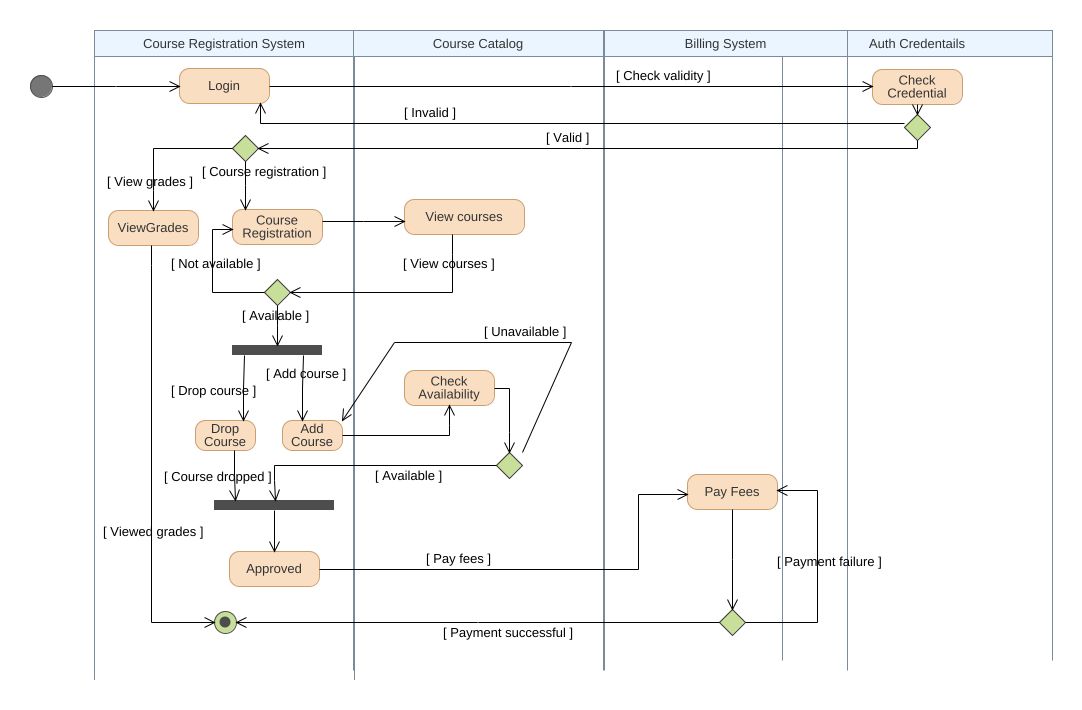 Course Registration System
Course Catalog
Billing System
Auth Credentails
Login
[ Check validity ]
Check
Credential
[ Invalid ]
[ Valid ]
[ Course registration ]
[ View grades ]
ViewGrades
Course
Registration
View courses
[ Not available ]
[ View courses ]
[ Available ]
[ Unavailable ]
[ Add course ]
[ Drop course ]
Check
Availability
Drop
Course
Add
Course
[ Course dropped ]
[ Available ]
Pay Fees
[ Viewed grades ]
[ Pay fees ]
[ Payment failure ]
Approved
[ Payment successful ]